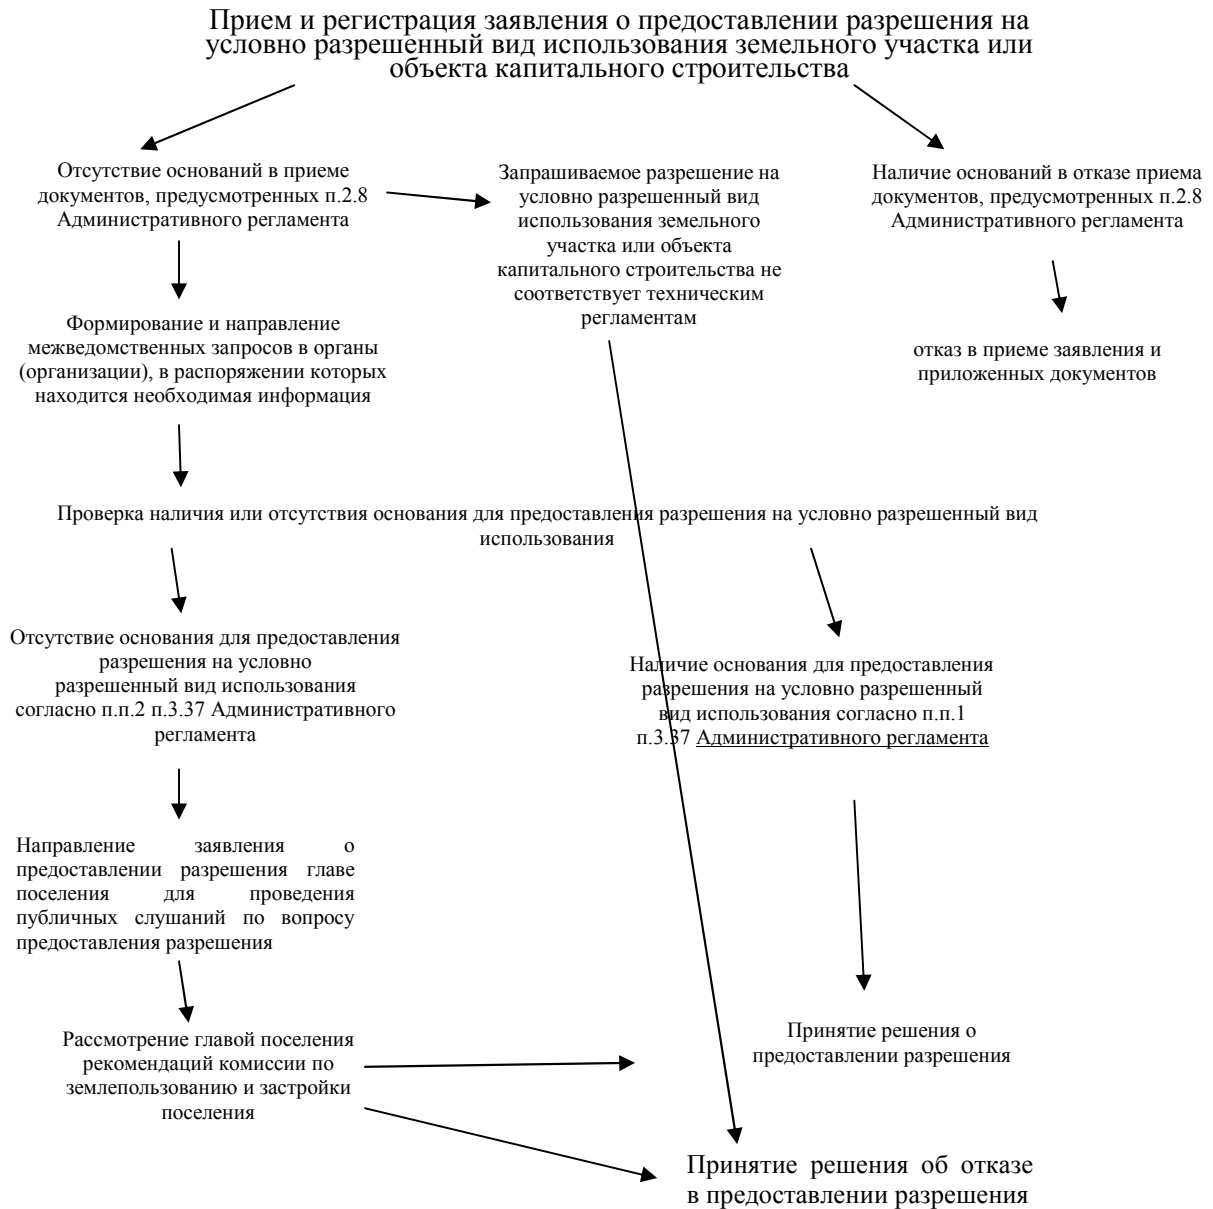 Прием и регистрация заявления о предоставлении разрешения на
условно разрешенный вид использования земельного участка или
объекта капитального строительства
Отсутствие оснований в приеме
документов, предусмотренных п.2.8
Административного регламента
Запрашиваемое разрешение на
условно разрешенный вид
использования земельного
участка или объекта
капитального строительства не
соответствует техническим
регламентам
Наличие оснований в отказе приема
документов, предусмотренных п.2.8
Административного регламента
Формирование и направление
межведомственных запросов в органы
(организации), в распоряжении которых
находится необходимая информация
отказ в приеме заявления и
приложенных документов
Проверка наличия или отсутствия основания для предоставления разрешения на условно разрешенный вид
использования
Отсутствие основания для предоставления
разрешения на условно
разрешенный вид использования
согласно п.п.2 п.3.37 Административного
регламента
Наличие основания для предоставления
разрешения на условно разрешенный
вид использования согласно п.п.1
п.3.37 Административного регламента
Направление заявления о
предоставлении разрешения главе
поселения для проведения
публичных слушаний по вопросу
предоставления разрешения
Рассмотрение главой поселения
рекомендаций комиссии по
землепользованию и застройки
поселения
Принятие решения о
предоставлении разрешения
Принятие решения об отказе
в предоставлении разрешения